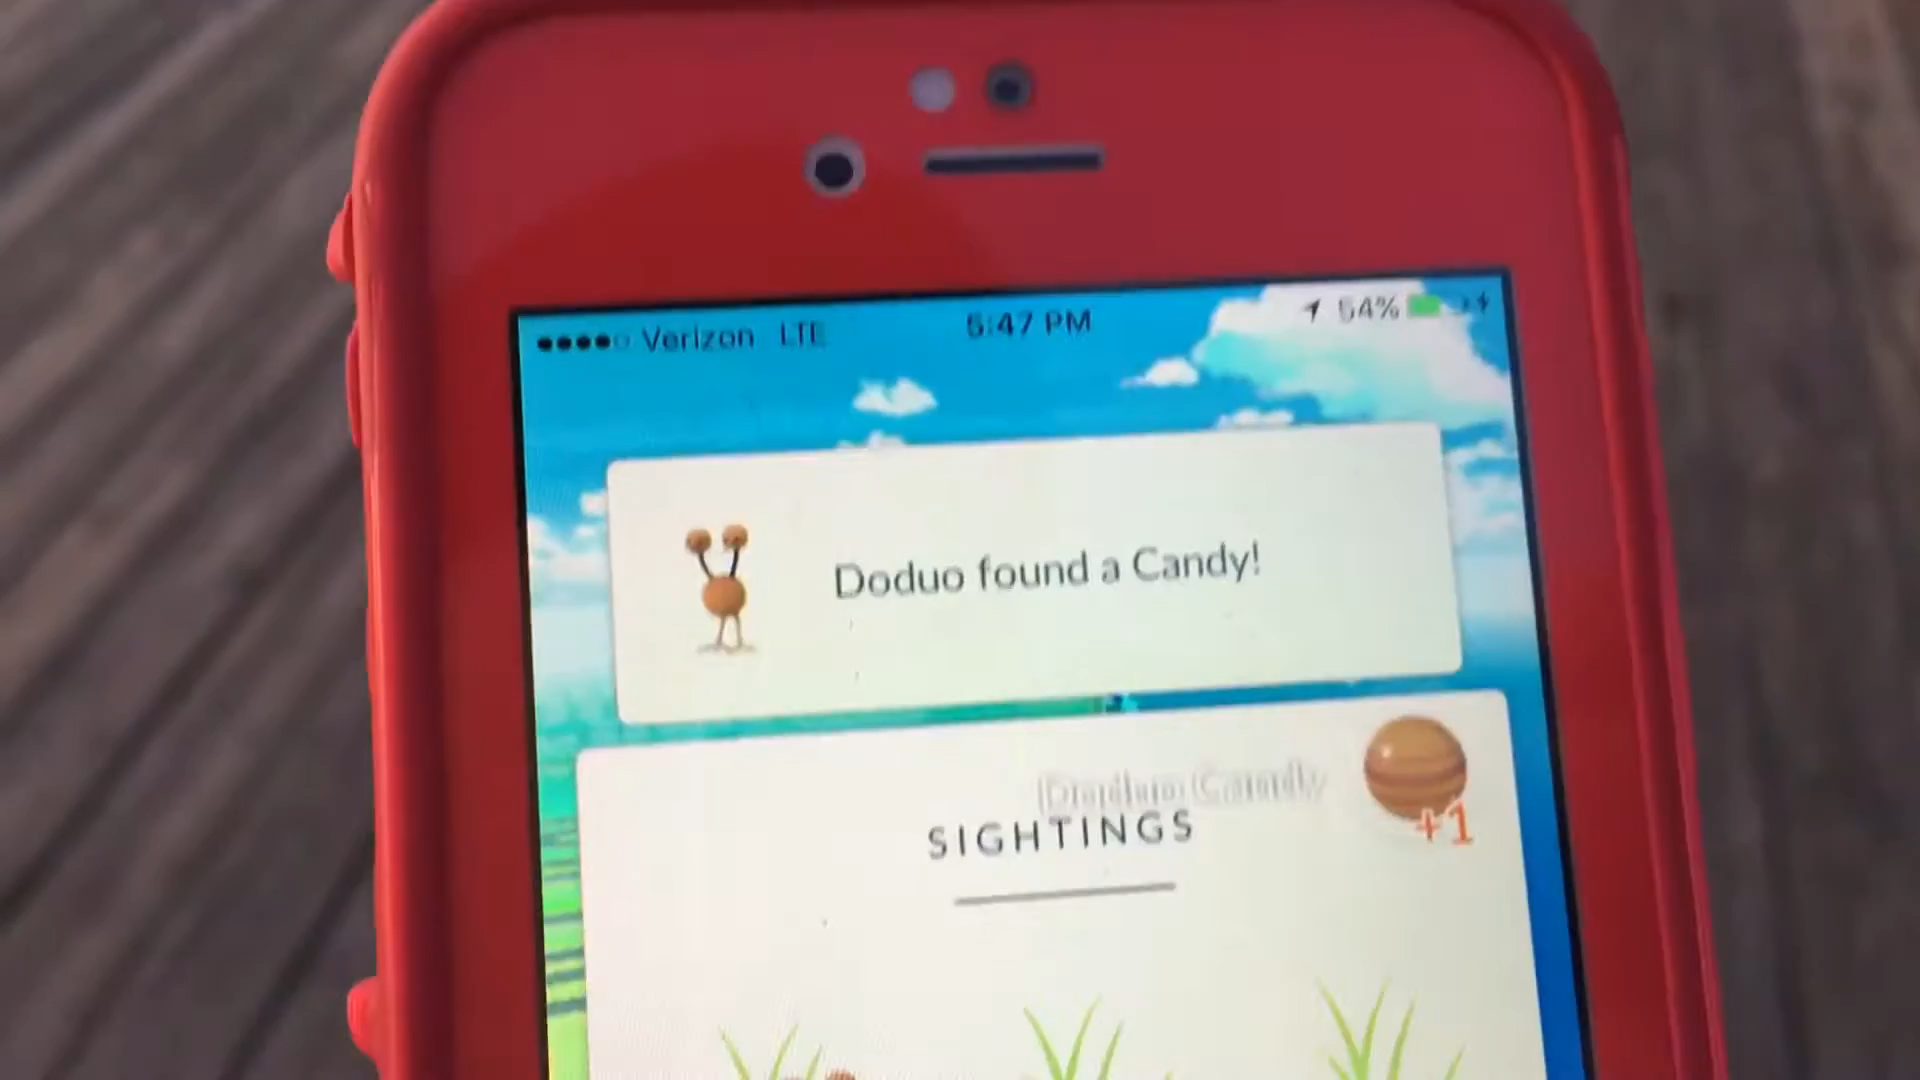 Verizon LTE 5:47 PM 54%
Doduo found a Candy!
Doduo Candy
+1
SIGHTINGS